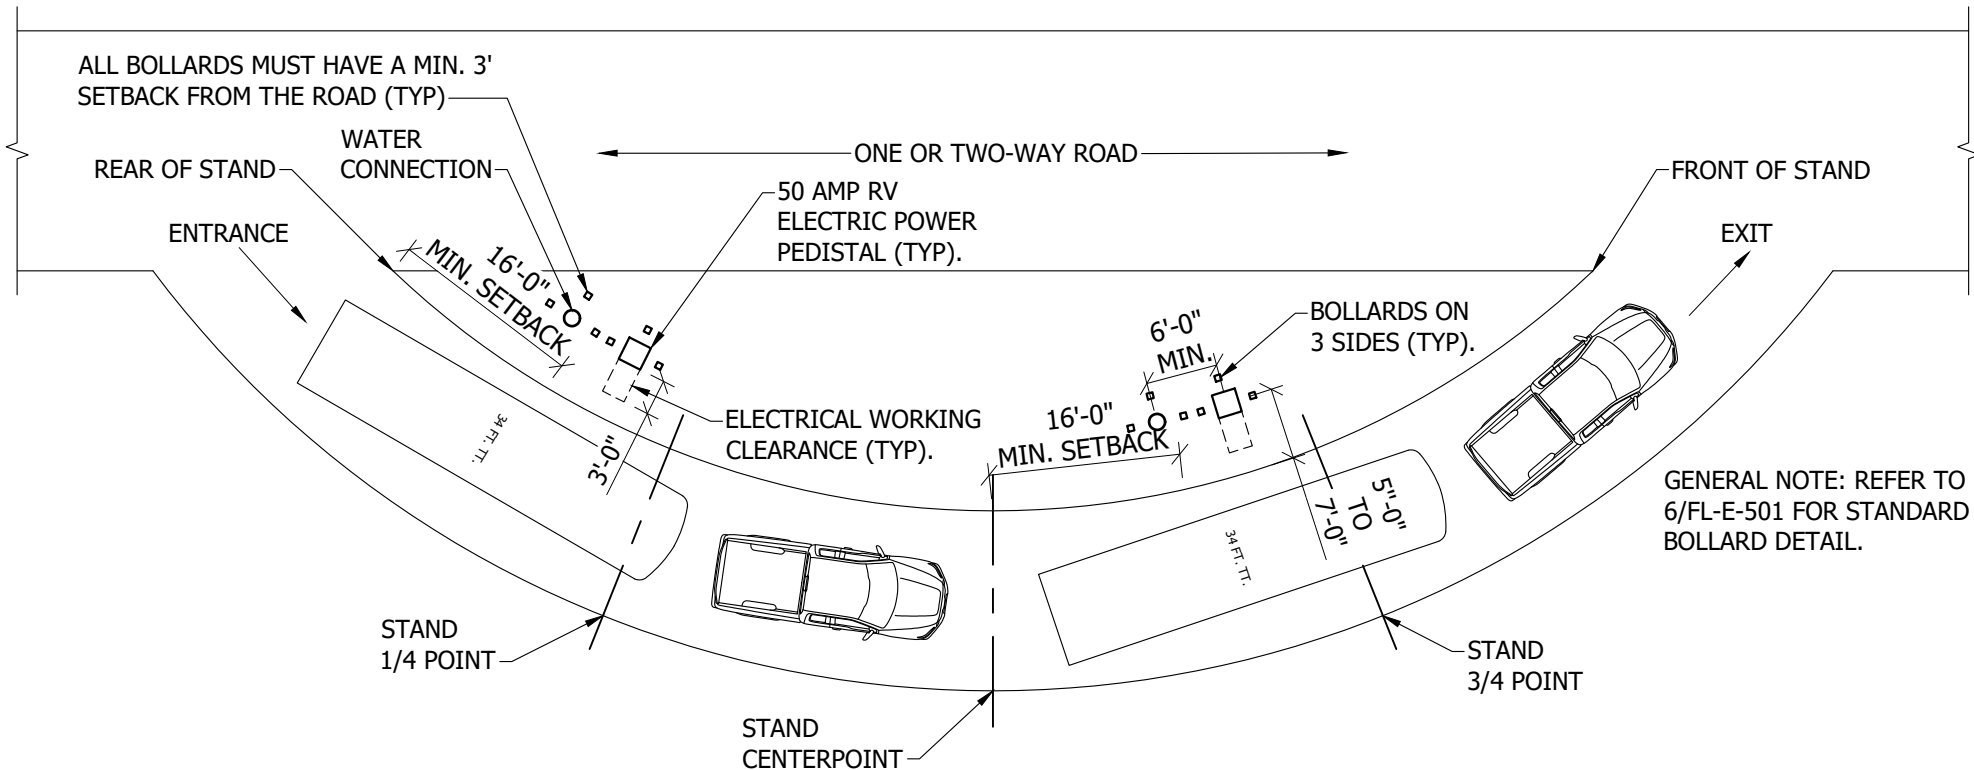 ALL BOLLARDS MUST HAVE A MIN. 3'
SETBACK FROM THE ROAD (TYP)
WATER
CONNECTION
REAR OF STAND
ENTRANCE
ONE OR TWO-WAY ROAD
50 AMP RV
ELECTRIC POWER
PEDISTAL (TYP).
FRONT OF STAND
EXIT
16'-0"
MIN. SETBACK
6'-0"
MIN.
BOLLARDS ON
3 SIDES (TYP).
34 FT. TT.
3'-0"
ELECTRICAL WORKING
CLEARANCE (TYP).
16'-0"
MIN. SETBACK
34 FT. TT.
5"-0"
TO
7'-0"
GENERAL NOTE: REFER TO
6/FL-E-501 FOR STANDARD
BOLLARD DETAIL.
STAND
1/4 POINT
STAND
CENTERPOINT
STAND
3/4 POINT